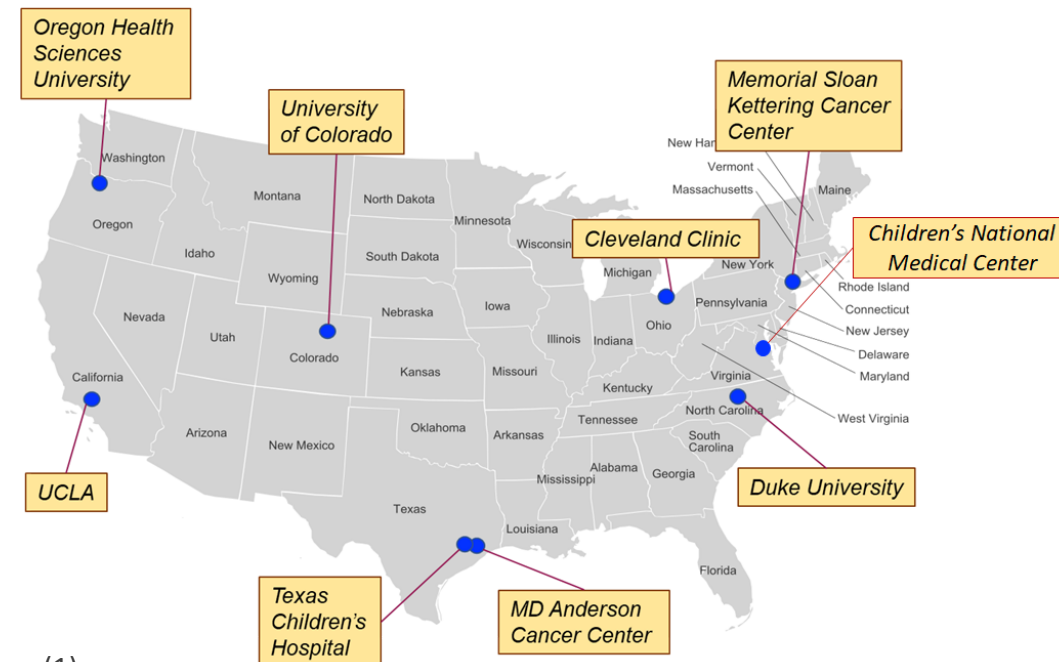 Oregon Health
Sciences
University
University
of Colorado
Memorial Sloan
Kettering Cancer
Center
Cleveland Clinic
Children's National
Medical Center
UCLA
Duke University
Texas
Children's
Hospital
MD Anderson
Cancer Center
Washington
Oregon
Idaho
Montana
North Dakota
Minnesota
Wisconsin
Michigan
New York
New Ham
Vermont
Massachusetts
Maine
Rhode Island
Connecticut
New Jersey
Delaware
Maryland
West Virginia
Pennsylvania
South Dakota
Wyoming
Nebraska
Iowa
Illinois
Indiana
Ohio
Nevada
Utah
Colorado
Kansas
Missouri
Kentucky
Virginia
California
Arizona
New Mexico
Oklahoma
Arkansas
Tennessee
North Carolina
South
Carolina
Texas
Louisiana
Mississippi
Alabama
Georgia
Florida